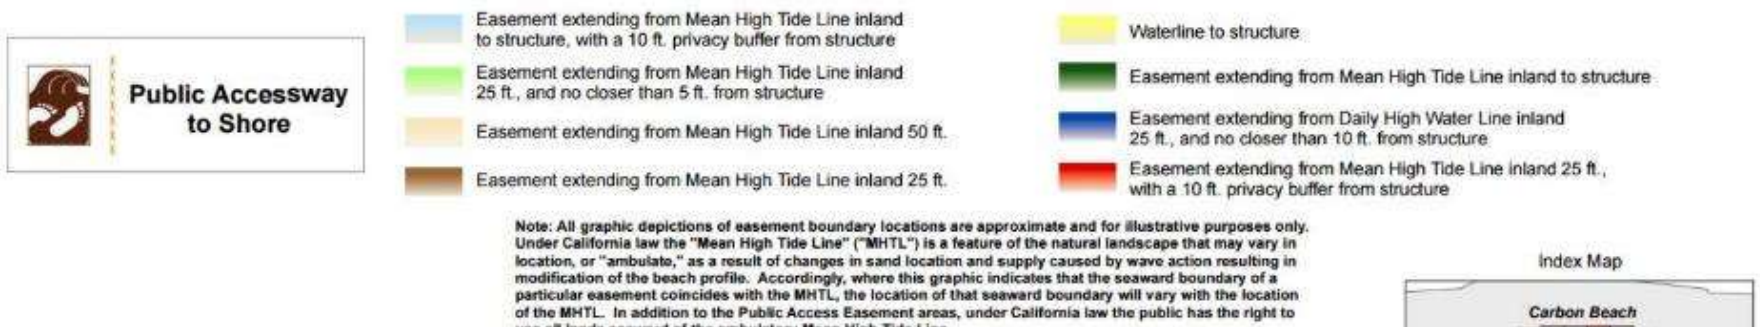 Public Accessway
to Shore
Easement extending from Mean High Tide Line inland
to structure, with a 10 ft. privacy buffer from structure
Easement extending from Mean High Tide Line inland
25 ft., and no closer than 5 ft. from structure
Easement extending from Mean High Tide Line inland 50 ft.
Easement extending from Mean High Tide Line inland 25 ft.
Waterline to structure
Easement extending from Mean High Tide Line inland to structure
Easement extending from Daily High Water Line inland
25 ft., and no closer than 10 ft. from structure
Easement extending from Mean High Tide Line inland 25 ft.,
with a 10 ft. privacy buffer from structure
Note: All graphic depictions of easement boundary locations are approximate and for illustrative purposes only.
Under California law the "Mean High Tide Line" ("MHTL") is a feature of the natural landscape that may vary in
location, or "ambulate," as a result of changes in sand location and supply caused by wave action resulting in
modification of the beach profile. Accordingly, where this graphic indicates that the seaward boundary of a
particular easement coincides with the MHTL, the location of that seaward boundary will vary with the location
of the MHTL. In addition to the Public Access Easement areas, under California law the public has the right to
use all lands seaward of the ambulatory Mean High Tide Line.
Index Map
Carbon Beach